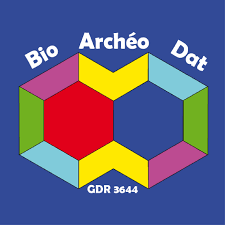 Bio Archéo Dat
GDR 3644